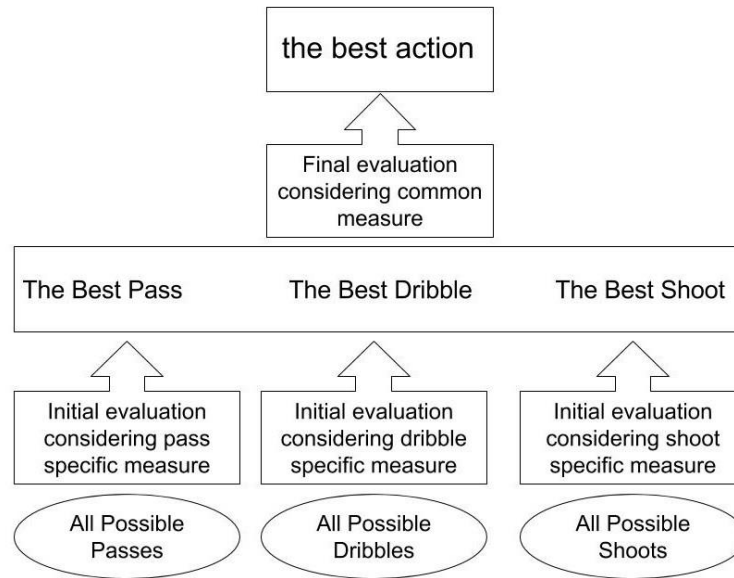 the best action
Final evaluation
considering common
measure
The Best Pass
The Best Dribble
The Best Shoot
Initial evaluation
considering pass
specific measure
Initial evaluation
considering dribble
specific measure
Initial evaluation
considering shoot
specific measure
All Possible
Passes
All Possible
Dribbles
All Possible
Shoots